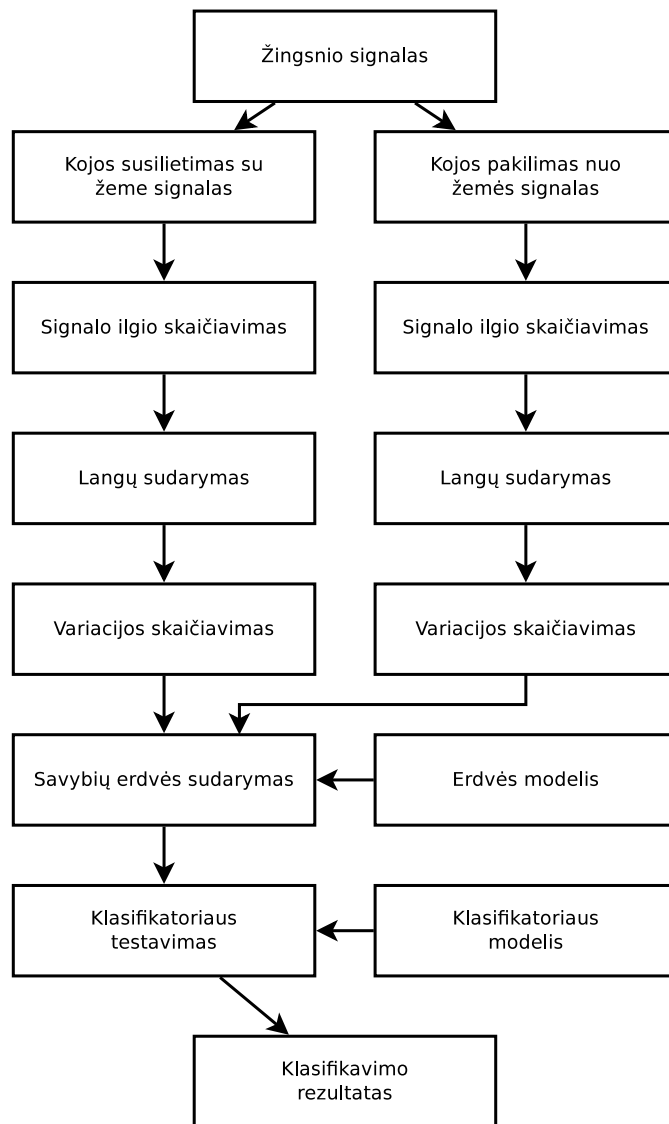 Žingsnio signalas
Kojos susilietimas su
žeme signalas
Kojos pakilimas nuo
žemės signalas
Signalo ilgio skaičiavimas
Signalo ilgio skaičiavimas
Langų sudarymas
Langų sudarymas
Variacijos skaičiavimas
Variacijos skaičiavimas
Savybių erdvės sudarymas
Erdvės modelis
Klasifikatoriaus
testavimas
Klasifikatoriaus
modelis
Klasifikavimo
rezultatas